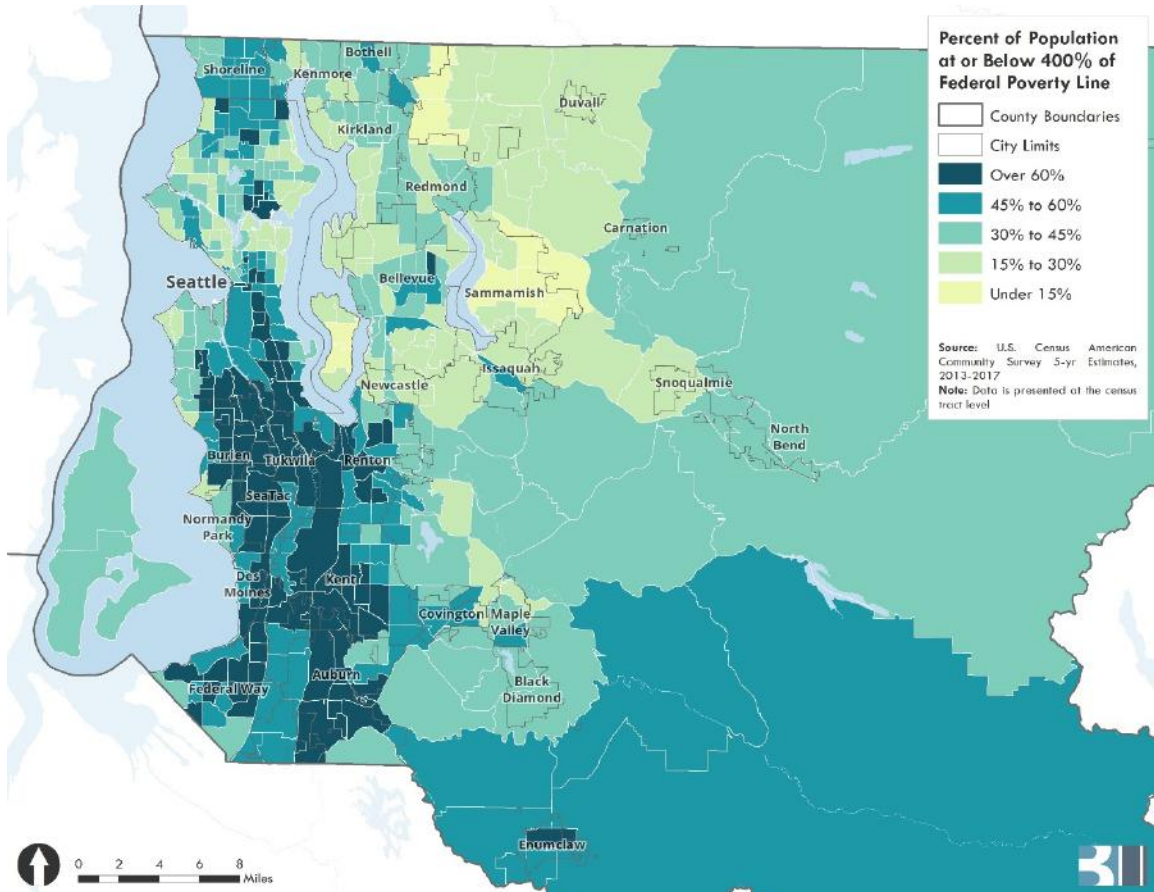 Percent of Population
at or Below 400% of
Federal Poverty Line
County Boundaries
City Limits
Over 60%
45% to 60%
30% to 45%
15% to 30%
Under 15%
Source: U.S. Census American
Community Survey 5-yr Estimates,
2013-2017
Note: Data is presented at the census
tract level
Bothell
Shoreline
Kenmore
Duvall
Kirkland
Redmond
Carnation
Seattle
Bellevue
Sammamish
Issaquah
Newcastle
Snoqualmie
North
Bend
Burien
Tukwila
Renton
SeaTac
Normandy
Park
Des
Moines
Kent
Covington
Maple
Valley
Auburn
Federal Way
Black
Diamond
Enumclaw
0 2 4 6 8
Miles